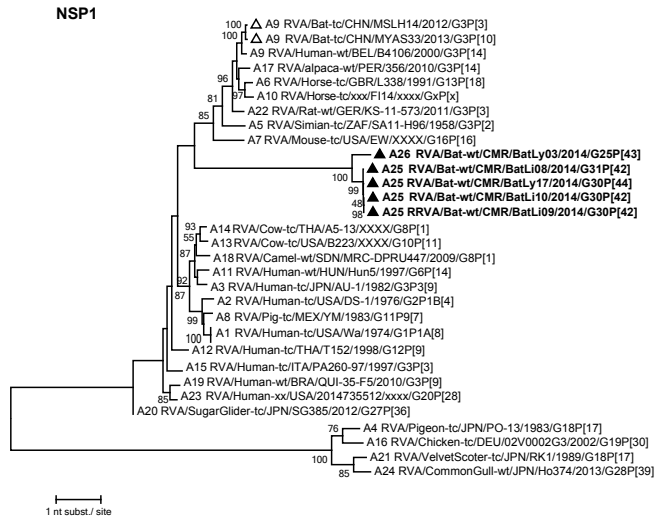 NSP1
100
A9 RVA/Bat-tc/CHN/MSLH14/2012/G3P[3]
100
A9 RVA/Bat-tc/CHN/MYAS33/2013/G3P[10]
A9 RVA/Human-wt/BEL/B4106/2000/G3P[14]
A17 RVA/alpaca-wt/PER/356/2010/G3P[14]
96
A6 RVA/Horse-tc/GBR/L338/1991/G13P[18]
97
A10 RVA/Horse-tc/xxx/FI14/xxxx/GxP[x]
81
A22 RVA/Rat-wt/GER/KS-11-573/2011/G3P[3]
85
A5 RVA/Simian-tc/ZAF/SA11-H96/1958/G3P[2]
A7 RVA/Mouse-tc/USA/EW/XXXX/G16P[16]
A26 RVA/Bat-wt/CMR/BatLy03/2014/G25P[43]
100
A25 RVA/Bat-wt/CMR/BatLi08/2014/G31P[42]
99
A25 RVA/Bat-wt/CMR/BatLy17/2014/G30P[44]
48
A25 RVA/Bat-wt/CMR/BatLi10/2014/G30P[42]
98
A25 RRVA/Bat-wt/CMR/BatLi09/2014/G30P[42]
93
A14 RVA/Cow-tc/THA/A5-13/XXXX/G8P[1]
55
A13 RVA/Cow-tc/USA/B223/XXXX/G10P[11]
87
A18 RVA/Camel-wt/SDN/MRC-DPRU447/2009/G8P[1]
A11 RVA/Human-wt/HUN/Hun5/1997/G6P[14]
92
A3 RVA/Human-tc/JPN/AU-1/1982/G3P3[9]
87
A2 RVA/Human-tc/USA/DS-1/1976/G2P1B[4]
A8 RVA/Pig-tc/MEX/YM/1983/G11P9[7]
99
A1 RVA/Human-tc/USA/Wa/1974/G1P1A[8]
100
A12 RVA/Human-tc/THA/T152/1998/G12P[9]
A15 RVA/Human-tc/ITA/PA260-97/1997/G3P[3]
A19 RVA/Human-wt/BRA/QUI-35-F5/2010/G3P[9]
85
A23 RVA/Human-xx/USA/2014735512/xxxx/G20P[28]
A20 RVA/SugarGlider-tc/JPN/SG385/2012/G27P[36]
76
A4 RVA/Pigeon-tc/JPN/PO-13/1983/G18P[17]
A16 RVA/Chicken-tc/DEU/02V0002G3/2002/G19P[30]
100
A21 RVA/VelvetScoter-tc/JPN/RK1/1989/G18P[17]
85
A24 RVA/CommonGull-wt/JPN/Ho374/2013/G28P[39]
1 nt subst./ site